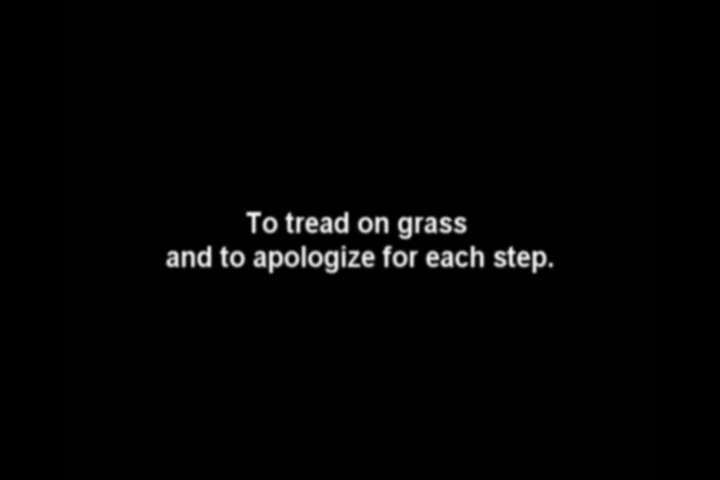 To tread on grass
and to apologize for each step.